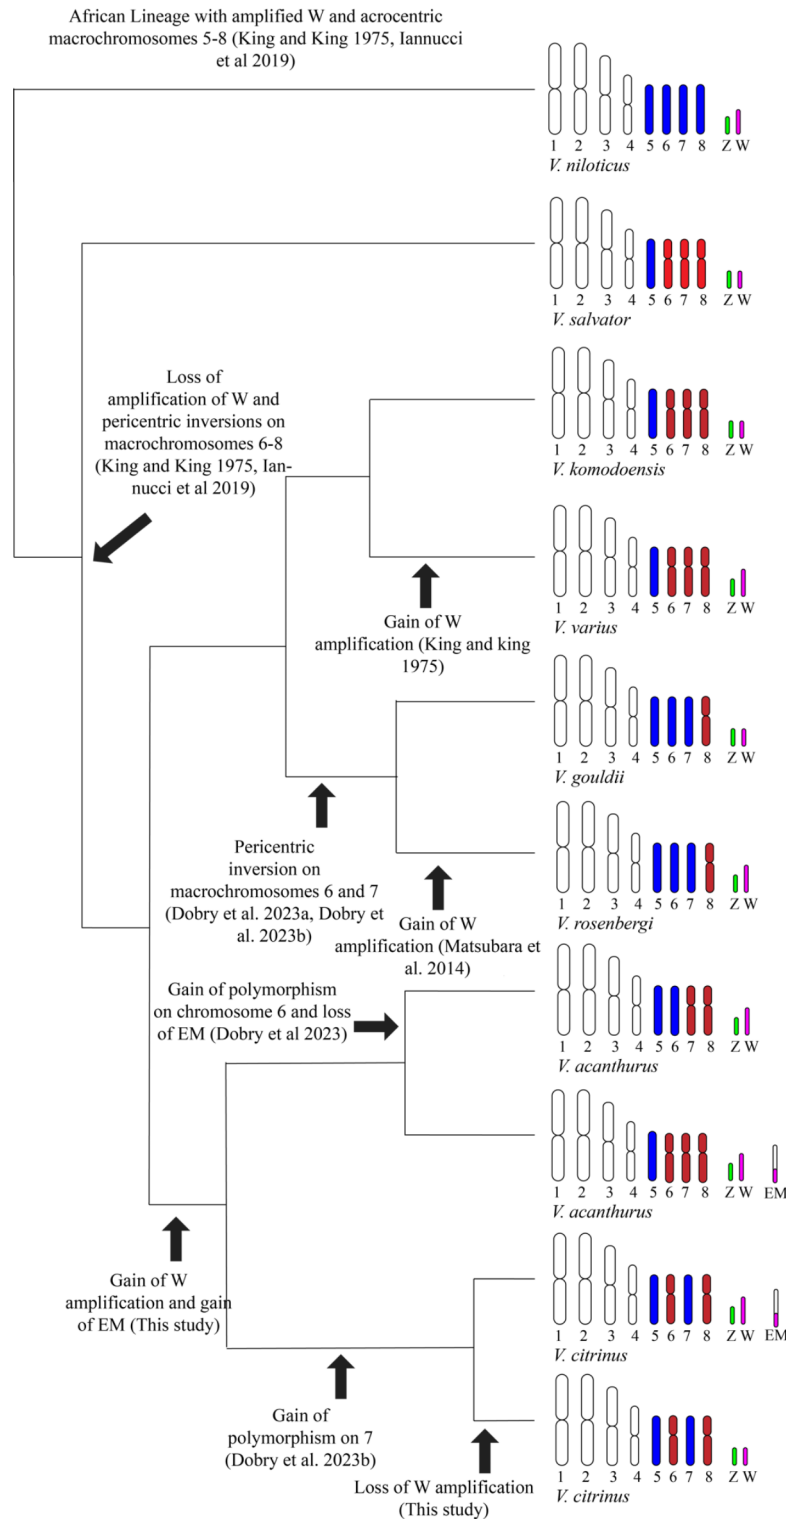 African Lineage with amplified W and acrocentric
macrochromosomes 5-8 (King and King 1975, Iannucci
et al 2019)
1 2 3 4 5 6 7 8 Z W
V. niloticus
1 2 3 4 5 6 7 8 Z W
V. salvator
Loss of
amplification of W and
pericentric inversions on
macrochromosomes 6-8
(King and King 1975, Ian-
nucci et al 2019)
1 2 3 4 5 6 7 8 Z W
V. komodoensis
1 2 3 4 5 6 7 8 Z W
V. varius
Gain of W
amplification (King and king
1975)
1 2 3 4 5 6 7 8 Z W
V. gouldii
Pericentric
inversion on
macrochromosomes 6 and 7
(Dobry et al. 2023a, Dobry et
al. 2023b)
1 2 3 4 5 6 7 8 Z W
V. rosenbergi
Gain of W
amplification (Matsubara et
al. 2014)
Gain of polymorphism
on chromosome 6 and loss
of EM (Dobry et al 2023)
1 2 3 4 5 6 7 8 Z W
V. acanthurus
1 2 3 4 5 6 7 8 Z W EM
V. acanthurus
Gain of W
amplification and gain
of EM (This study)
1 2 3 4 5 6 7 8 Z W EM
V. citrinus
Gain of
polymorphism on 7
(Dobry et al. 2023b)
Loss of W amplification
(This study)
1 2 3 4 5 6 7 8 Z W
V. citrinus